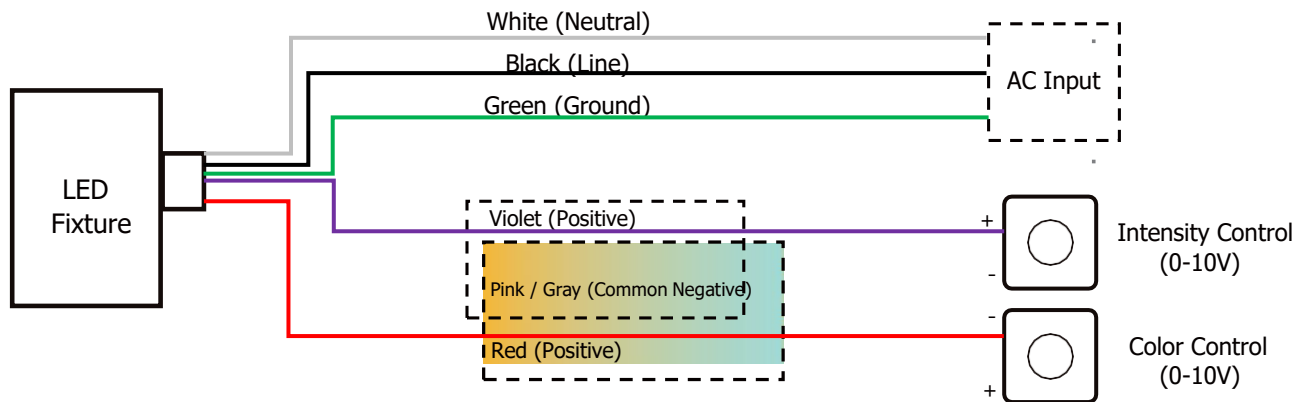 White (Neutral)
Black (Line)
Green (Ground)
AC Input
LED
Fixture
Violet (Positive)
Pink / Gray (Common Negative)
Red (Positive)
+
-
Intensity Control
(0-10V)
-
+
Color Control
(0-10V)